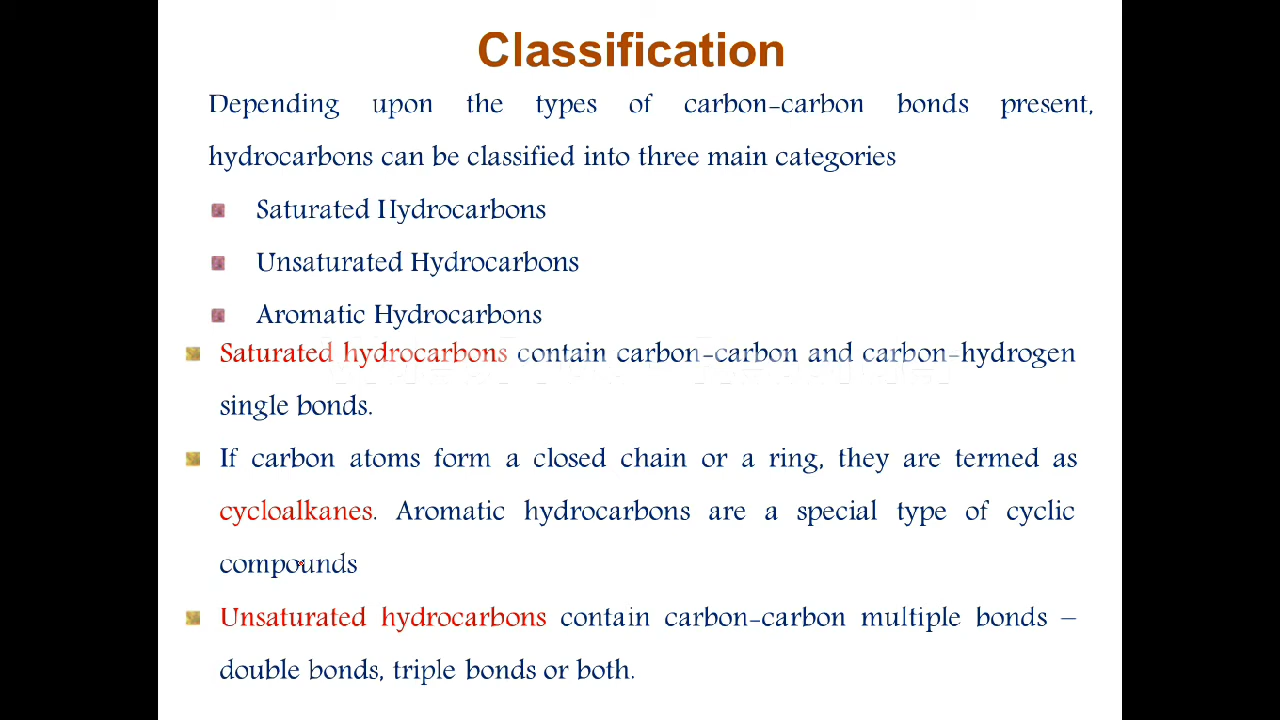 Classification
Depending upon the types of carbon-carbon bonds present,
hydrocarbons can be classified into three main categories
Saturated Hydrocarbons
Unsaturated Hydrocarbons
Aromatic Hydrocarbons
Saturated hydrocarbons contain carbon-carbon and carbon-hydrogen
single bonds.
If carbon atoms form a closed chain or a ring, they are termed as
cycloalkanes. Aromatic hydrocarbons are a special type of cyclic
compounds
Unsaturated hydrocarbons contain carbon-carbon multiple bonds –
double bonds, triple bonds or both.